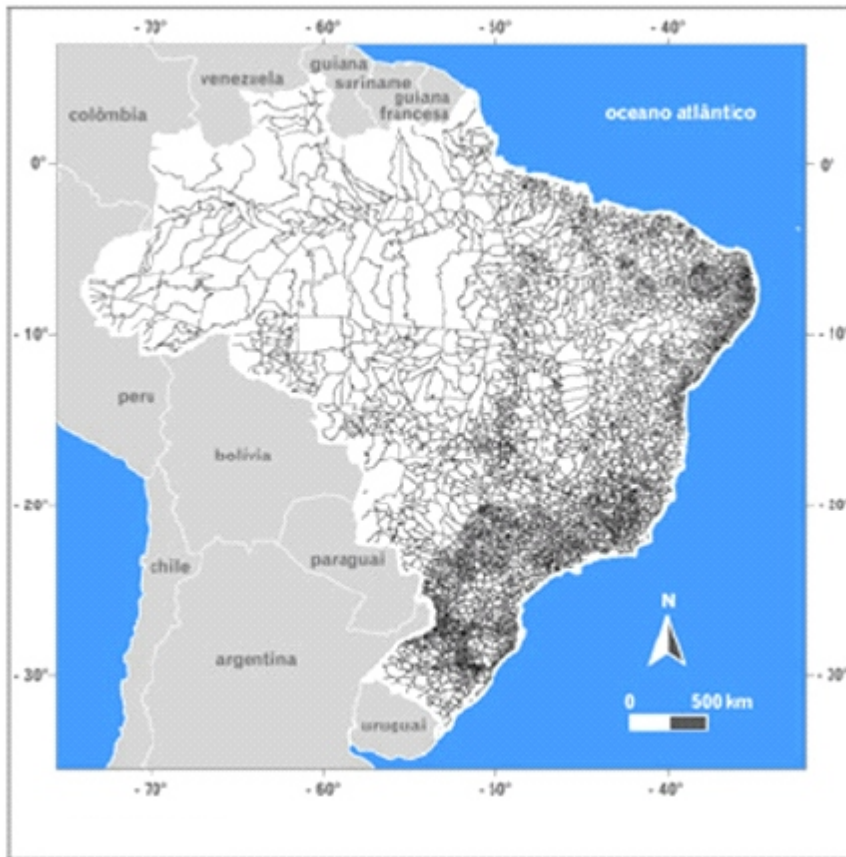 - 70°
- 60°
- 50°
- 40°
guiana
venezuela
suriname
guiana
francesa
colômbia
oceano atlântico
0°
0°
- 10°
- 10°
peru
bolívia
- 20°
- 20°
chile
paraguai
N
argentina
- 30°
- 30°
0
500 km
uruguai
- 70°
- 60°
- 50°
- 40°